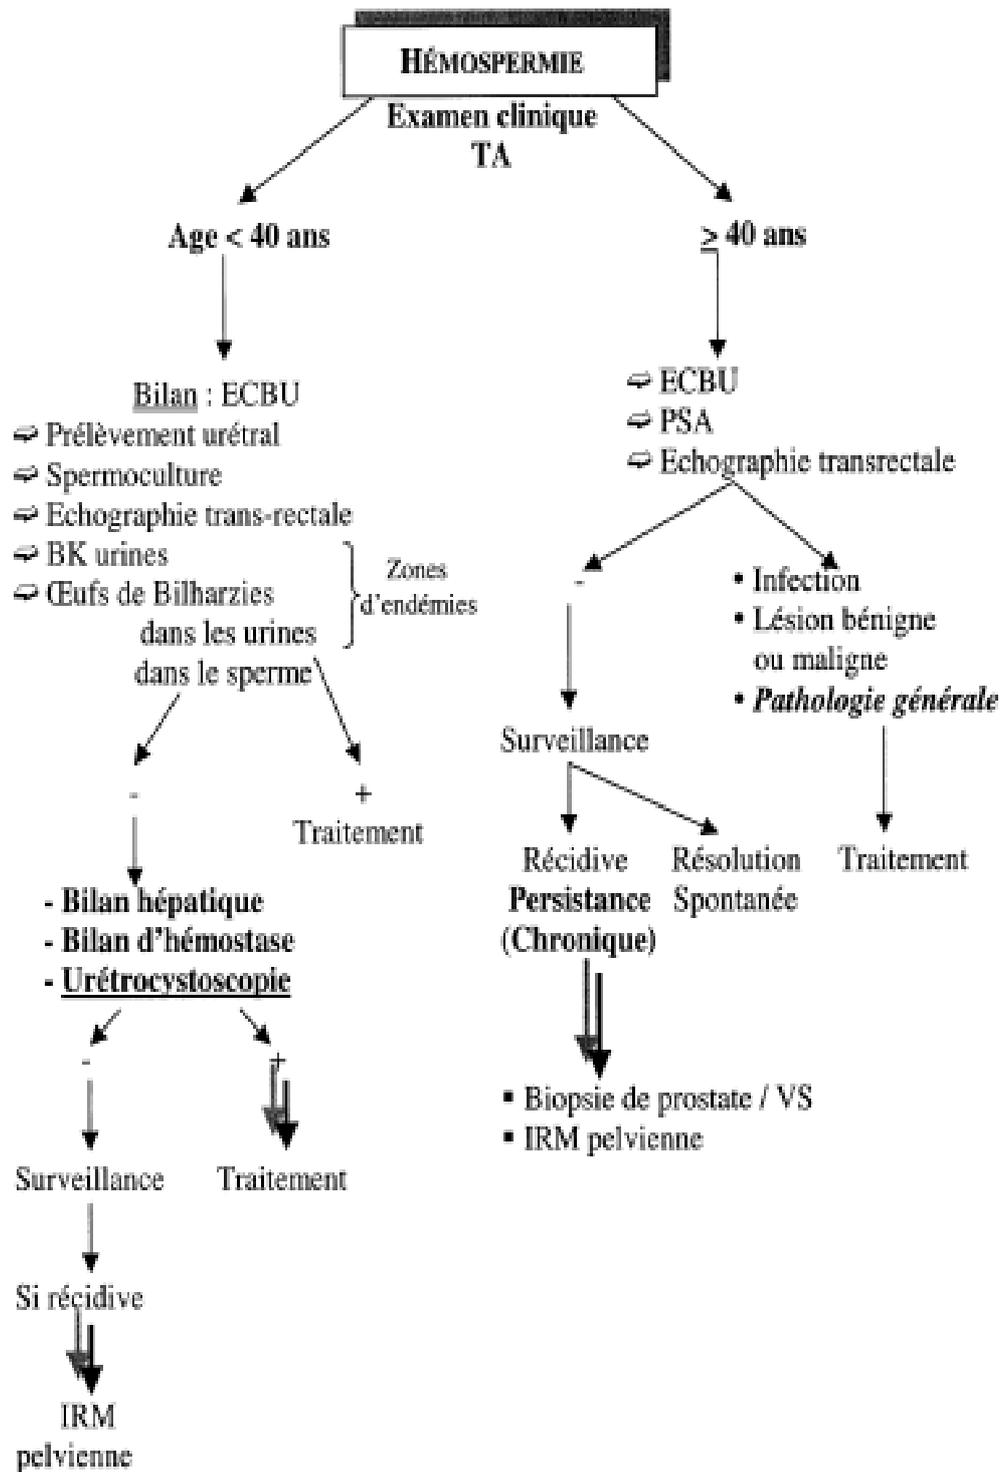 HÉMOSPERMIE
Examen clinique
TA
Age < 40 ans
Bilan : ECBU
➫ Prélèvement urétral
➫ Spermoculture
➫ Echographie trans-rectale
➫ BK urines
➫ Œufs de Bilharzies
dans les urines
dans le sperme
Zones
d'endémies
-
+
Traitement
- Bilan hépatique
- Bilan d'hémostase
- Urétrocystoscopie
-
+
Surveillance
Traitement
Si récidive
IRM
pelvienne
≥ 40 ans
➫ ECBU
➫ PSA
➫ Echographie transrectale
-
Surveillance
Récidive
Persistance
(Chronique)
Résolution
Spontanée
▪ Biopsie de prostate / VS
▪ IRM pelvienne
• Infection
• Lésion bénigne
ou maligne
• Pathologie générale
Traitement